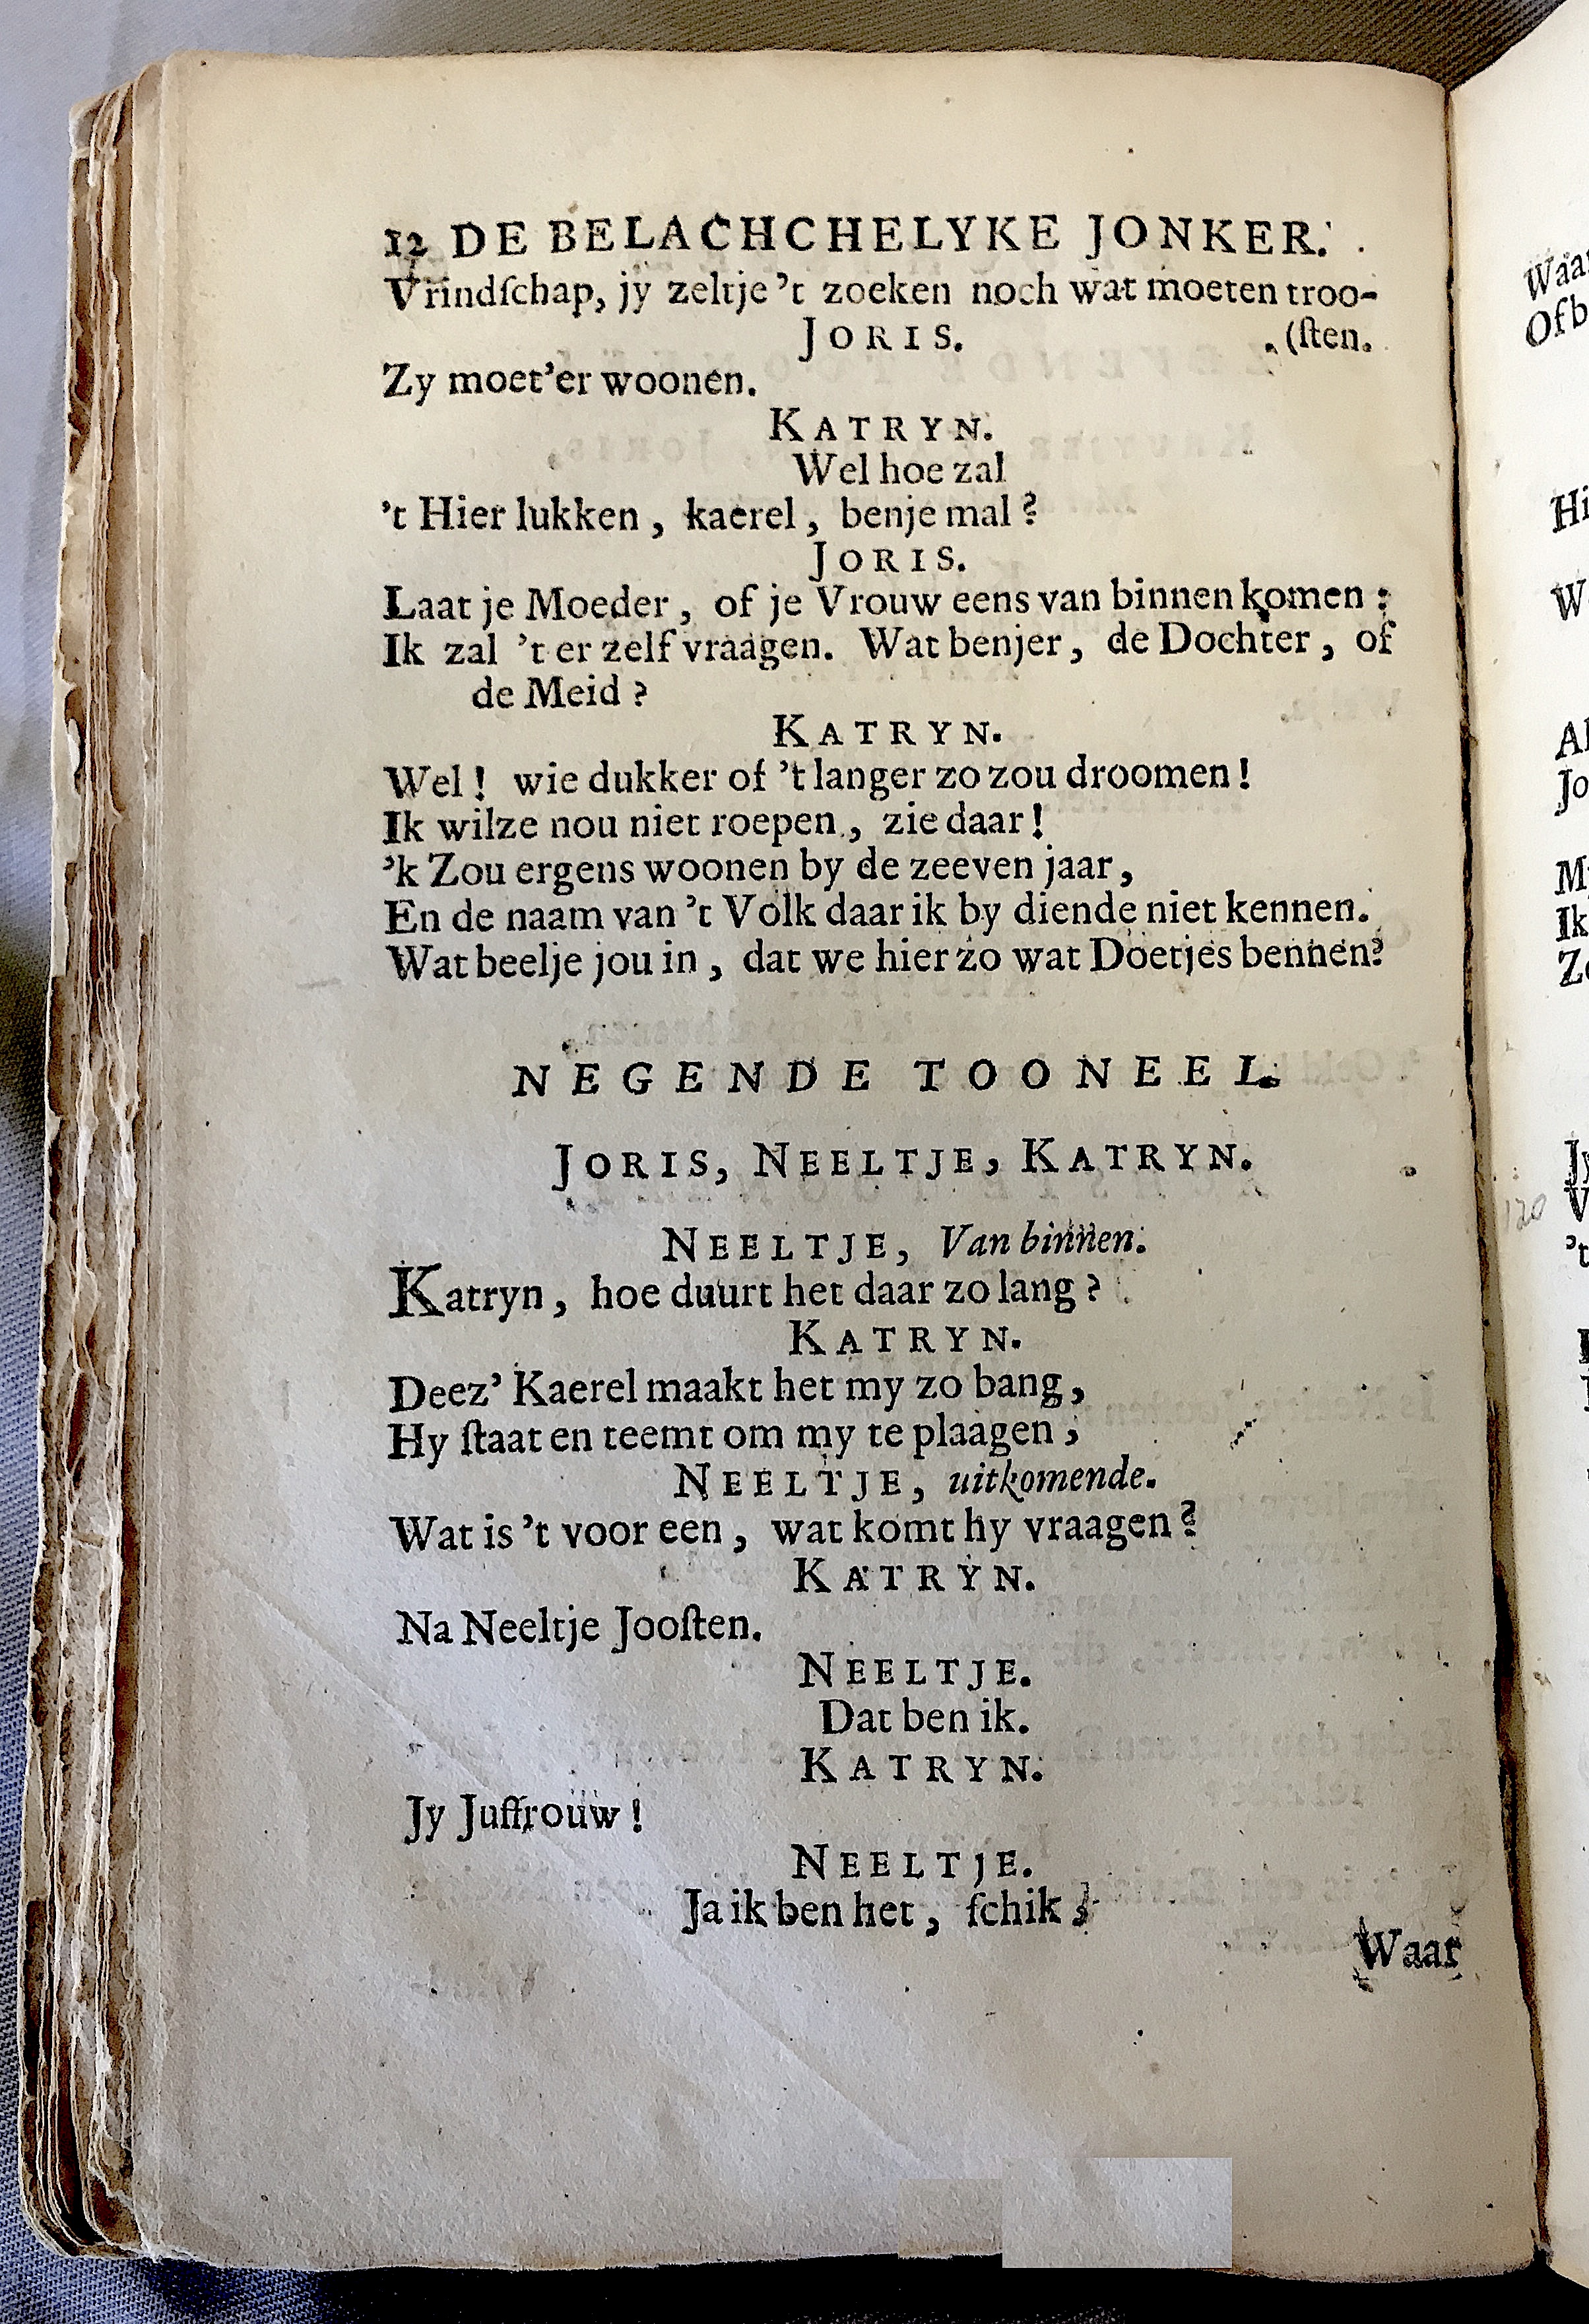 12 DE BELACHCHELYKE JONKER.
Vrindſchap, jy zeltje 't zoeken noch wat moeten troo-
JORIS. (ſten.
Zy moet'er woonen.
KATRYN.
Wel hoe zal
't Hier lukken, kaerel, benje mal?
JORIS.
Laat je Moeder, of je Vrouw eens van binnen komen:
Ik zal 't er zelf vraagen. Wat benjer, de Dochter, of
de Meid?
KATRYN.
Wel! wie dukker of 't langer zo zou droomen!
Ik wilze nou niet roepen, zie daar!
'k Zou ergens woonen by de zeeven jaar,
En de naam van 't Volk daar ik by diende niet kennen.
Wat beelje jou in, dat we hier zo wat Doetjes bennen?
NEGENDE TOONEEL.
JORIS, NEELTJE, KATRYN.
NEELTJE, Van binnen.
Katryn, hoe duurt het daar zo lang?
KATRYN.
Deez' Kaerel maakt het my zo bang,
Hy ſtaat en teemt om my te plaagen,
NEELTJE, uitkomende.
Wat is 't voor een, wat komt hy vraagen?
KATRYN.
Na Neeltje Jooſten.
NEELTJE.
Dat ben ik.
KATRYN.
Jy Juffrouw!
NEELTJE.
Ja ik ben het, ſchik
Waar
Waar
Of
Hi
Al
Jo
Ik
't
120